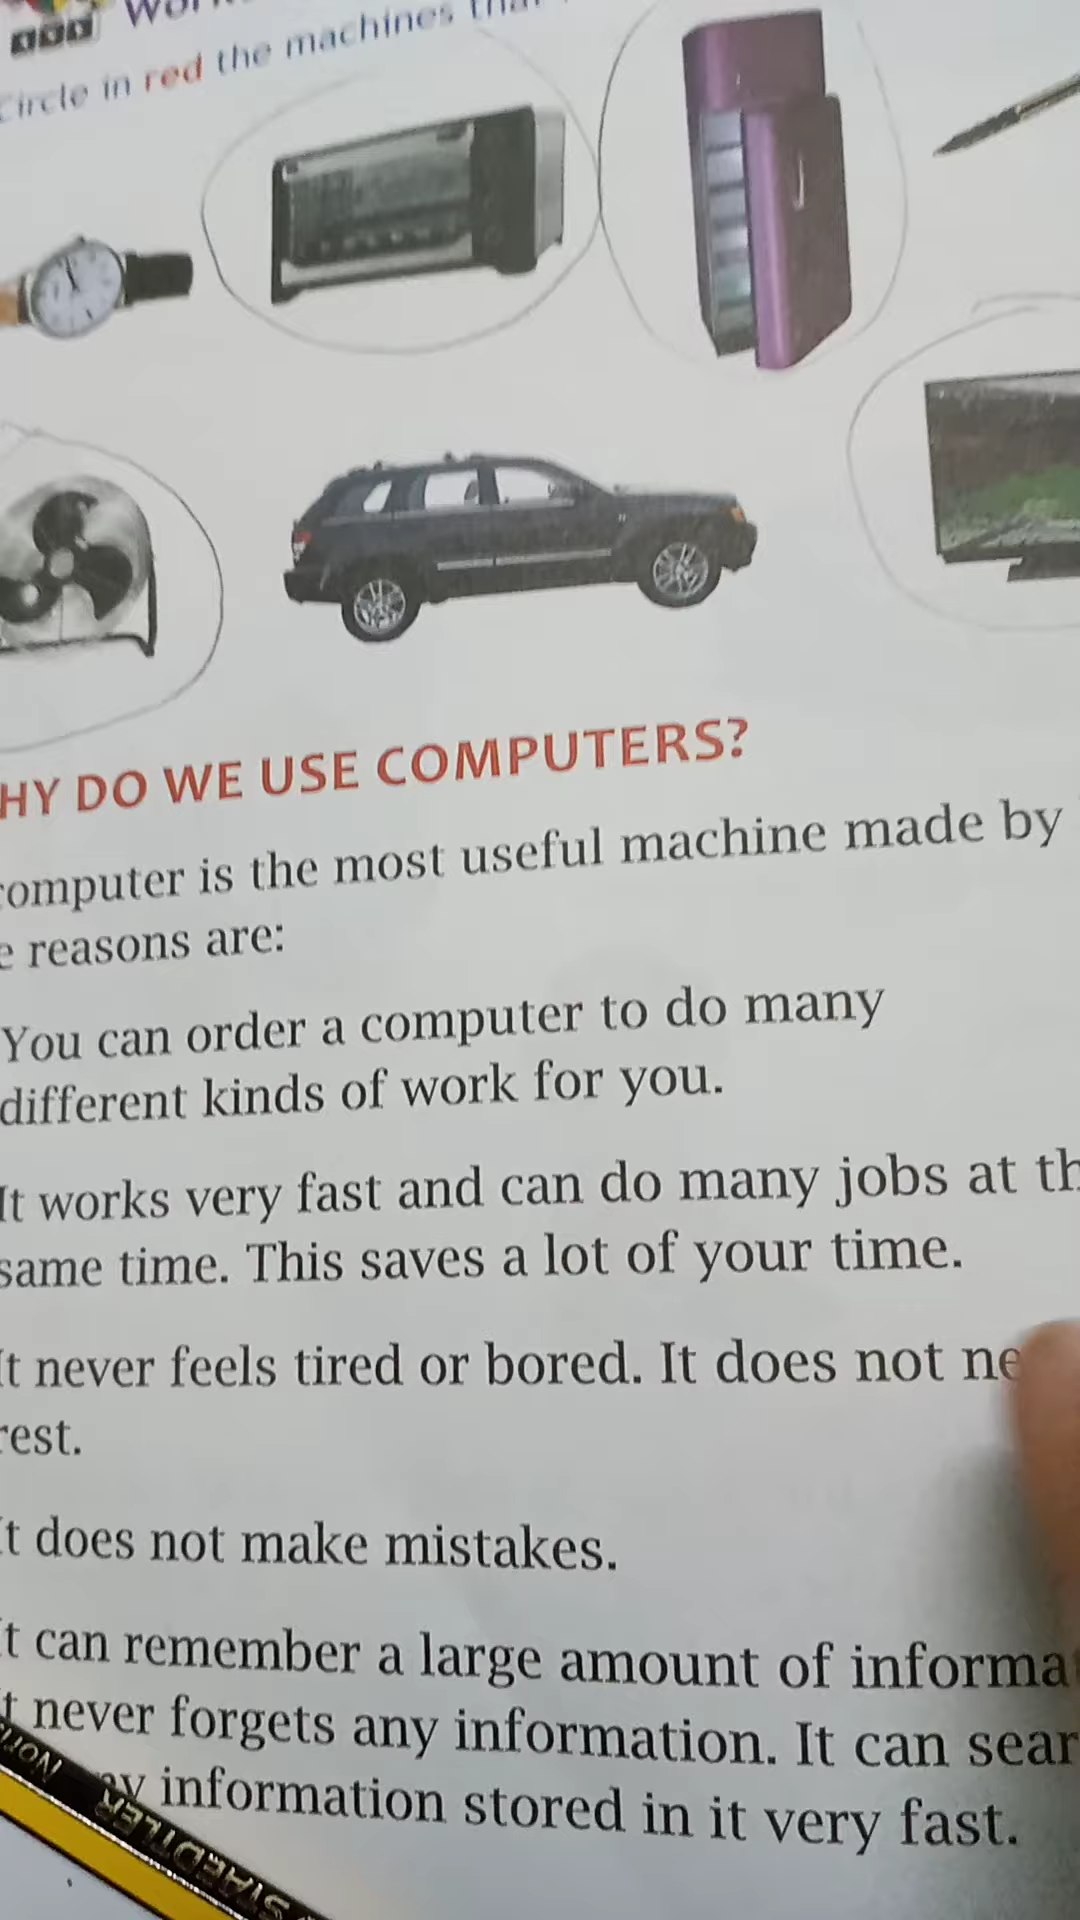 Circle in red the machines
HY DO WE USE COMPUTERS?
computer is the most useful machine made by
reasons are:
You can order a computer to do many
different kinds of work for you.
It works very fast and can do many jobs at th
same time. This saves a lot of your time.
It never feels tired or bored. It does not ne
rest.
It does not make mistakes.
It can remember a large amount of informa
It never forgets any information. It can sear
information stored in it very fast.
STAEDTLER